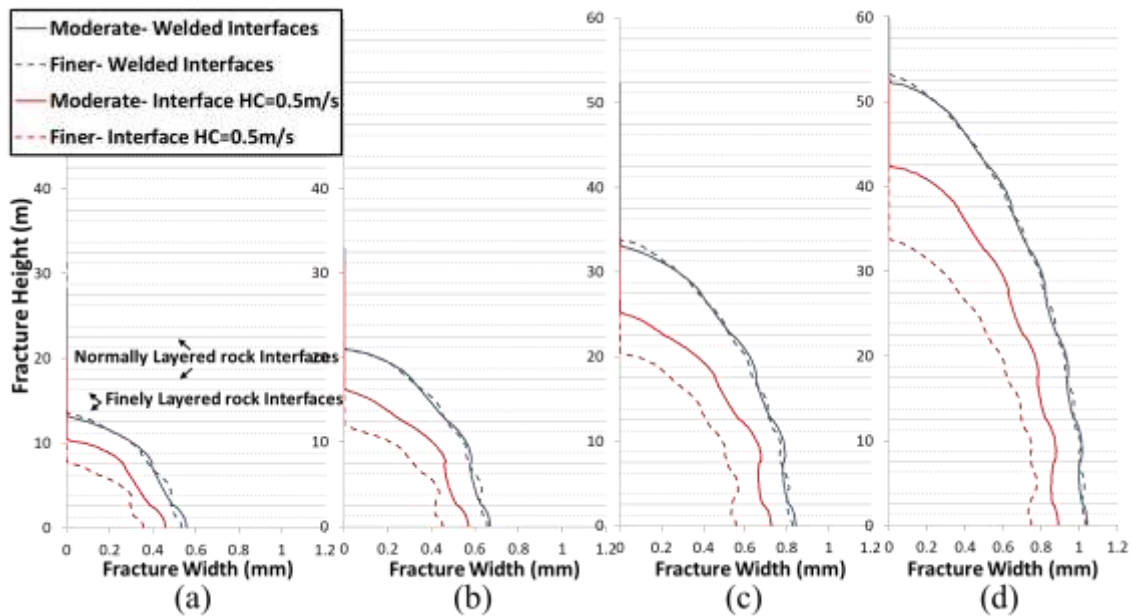 Moderate- Welded Interfaces
Finer- Welded Interfaces
Moderate- Interface HC=0.5m/s
Finer- Interface HC=0.5m/s
60
60
50
50
40
40
40
40
30
30
30
30
20
20
20
20
10
10
10
10
0
0
0
0
Fracture Height (m)
Normally Layered rock Interfaces
Finely Layered rock Interfaces
0 0.2 0.4 0.6 0.8 1 1.2
0 0.2 0.4 0.6 0.8 1 1.2
0 0.2 0.4 0.6 0.8 1 1.2
0 0.2 0.4 0.6 0.8 1 1.2
Fracture Width (mm)
Fracture Width (mm)
Fracture Width (mm)
Fracture Width (mm)
(a)
(b)
(c)
(d)